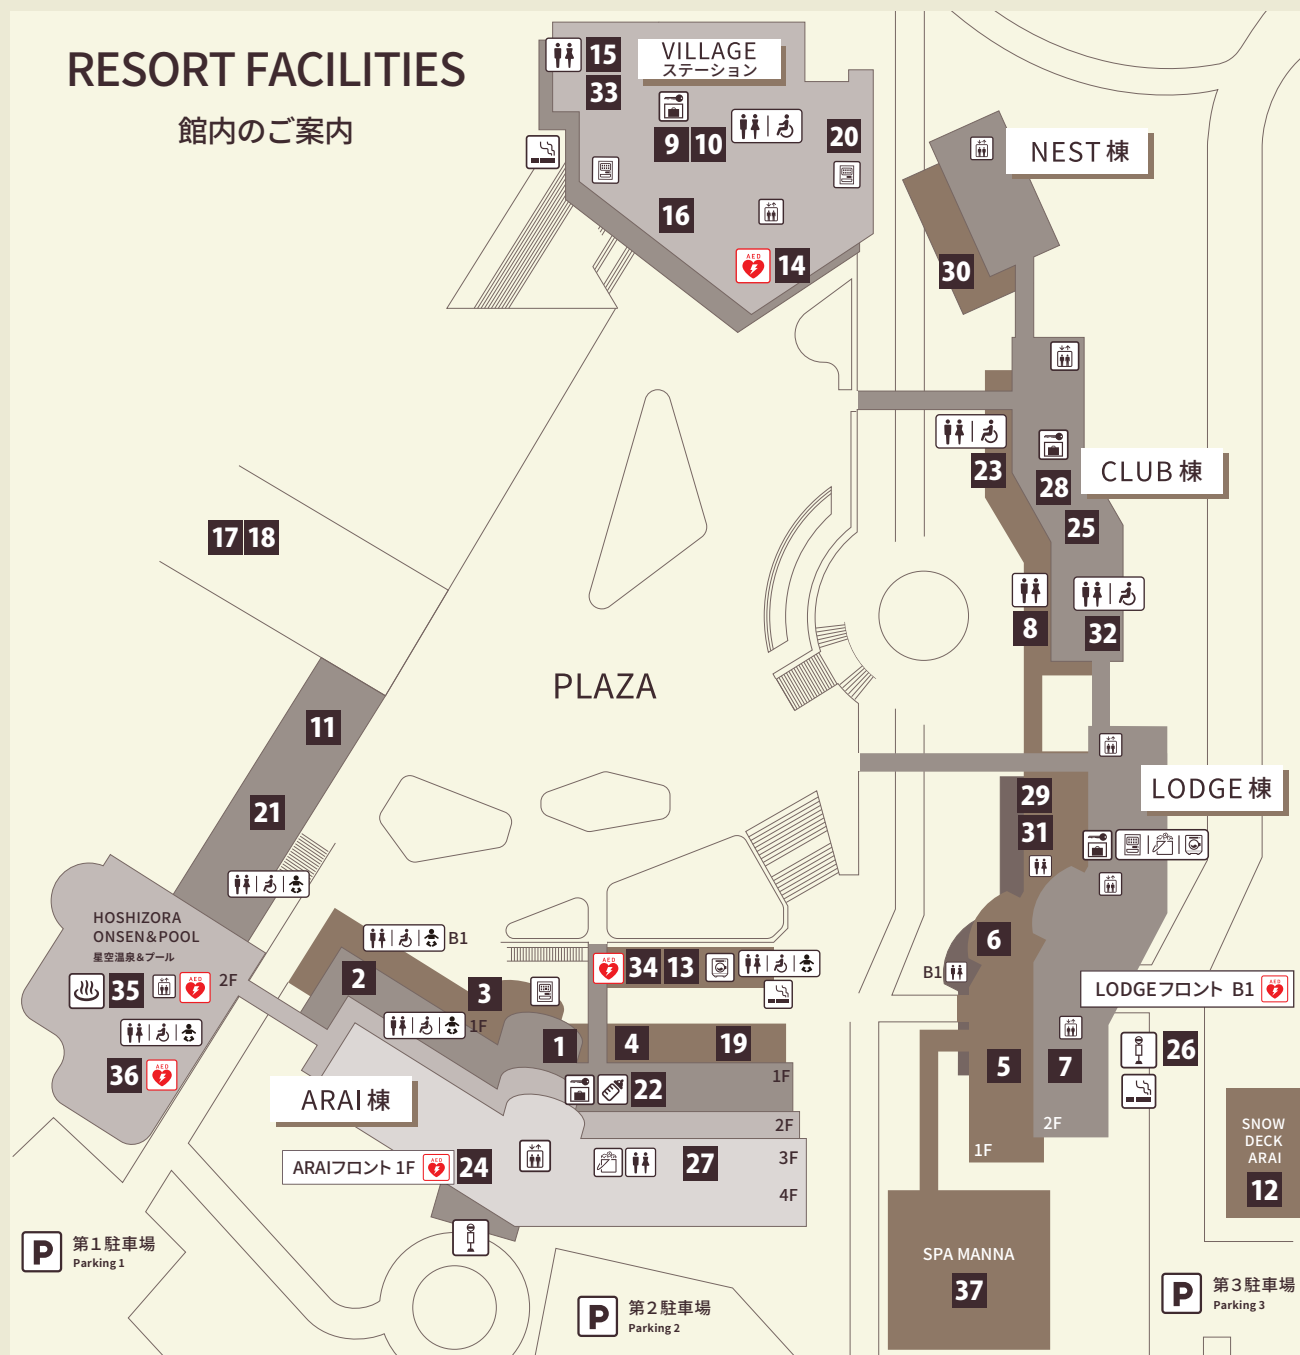 RESORT FACILITIES
館内のご案内
15
VILLAGE
ステーション
33
9 10
20
16
AED
14
NEST 棟
30
23
28
CLUB 棟
25
17 18
8
32
PLAZA
11
21
29
31
LODGE 棟
HOSHIZORA
ONSEN&POOL
星空温泉&プール
2F
35
AED
36
AED
B1
2
3
1F
AED
34 13
6
B1
LODGEフロント B1
AED
1
4
19
1F
22
2F
3F
4F
27
ARAI 棟
ARAIフロント 1F
AED
24
5
7
2F
1F
26
SNOW
DECK
ARAI
12
SPA MANNA
37
P
第1駐車場
Parking 1
P
第2駐車場
Parking 2
P
第3駐車場
Parking 3